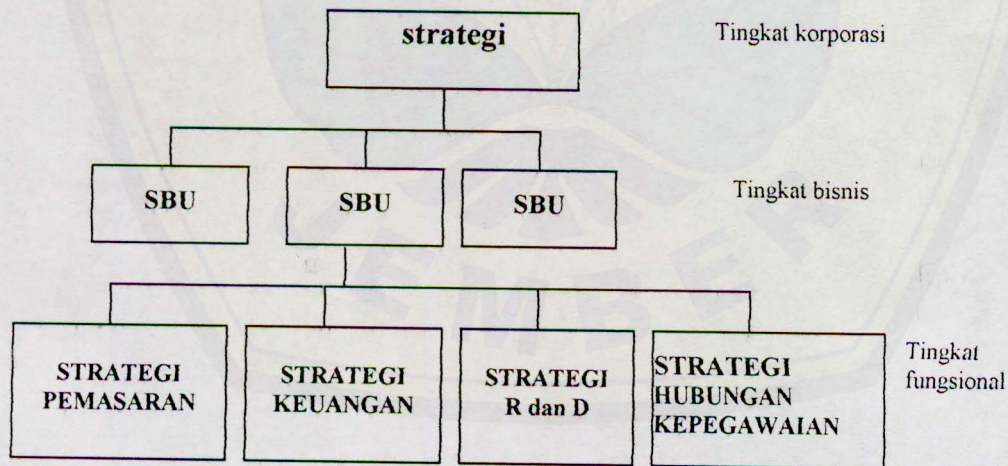 strategi
Tingkat korporasi
SBU
SBU
SBU
Tingkat bisnis
STRATEGI
PEMASARAN
STRATEGI
KEUANGAN
STRATEGI
R dan D
STRATEGI
HUBUNGAN
KEPEGAWAIAN
Tingkat
fungsional
JEMBER